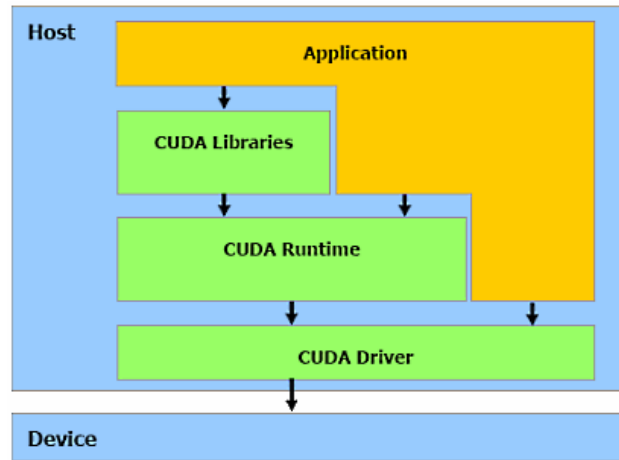 Host
Application
CUDA Libraries
CUDA Runtime
CUDA Driver
Device